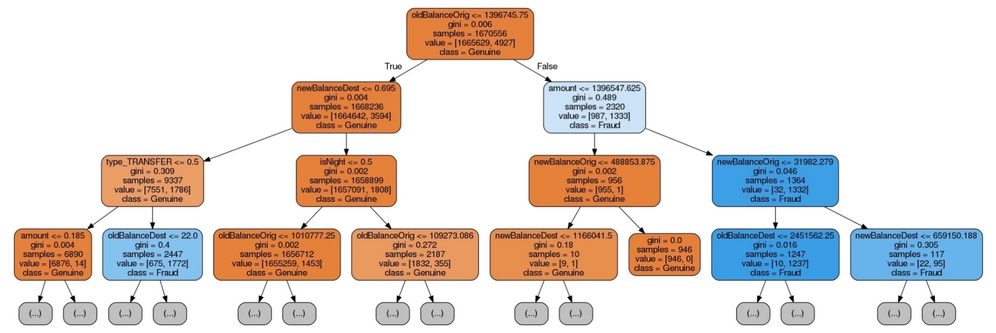 oldBalanceOrig <= 1396745.75
gini = 0.006
samples = 1670556
value = [1665629, 4927]
class = Genuine
True
False
newBalanceDest <= 0.695
gini = 0.004
samples = 1668236
value = [1664642, 3594]
class = Genuine
amount <= 1396547.625
gini = 0.489
samples = 2320
value = [987, 1333]
class = Fraud
type_TRANSFER <= 0.5
gini = 0.309
samples = 9337
value = [7551, 1786]
class = Genuine
isNight <= 0.5
gini = 0.002
samples = 1658899
value = [1657091, 1808]
class = Genuine
newBalanceOrig <= 488853.875
gini = 0.002
samples = 956
value = [955, 1]
class = Genuine
newBalanceOrig <= 31982.279
gini = 0.046
samples = 1364
value = [32, 1332]
class = Fraud
amount <= 0.185
gini = 0.004
samples = 6890
value = [6876, 14]
class = Genuine
oldBalanceDest <= 22.0
gini = 0.4
samples = 2447
value = [675, 1772]
class = Fraud
oldBalanceOrig <= 1010777.25
gini = 0.002
samples = 1656712
value = [1655259, 1453]
class = Genuine
oldBalanceOrig <= 109273.086
gini = 0.272
samples = 2187
value = [1832, 355]
class = Genuine
newBalanceDest <= 1166041.5
gini = 0.18
samples = 10
value = [9, 1]
class = Genuine
gini = 0.0
samples = 946
value = [946, 0]
class = Genuine
oldBalanceDest <= 2451562.25
gini = 0.016
samples = 1247
value = [10, 1237]
class = Fraud
newBalanceDest <= 659150.188
gini = 0.305
samples = 117
value = [22, 95]
class = Fraud
(...)
(...)
(...)
(...)
(...)
(...)
(...)
(...)
(...)
(...)
(...)
(...)
(...)
(...)